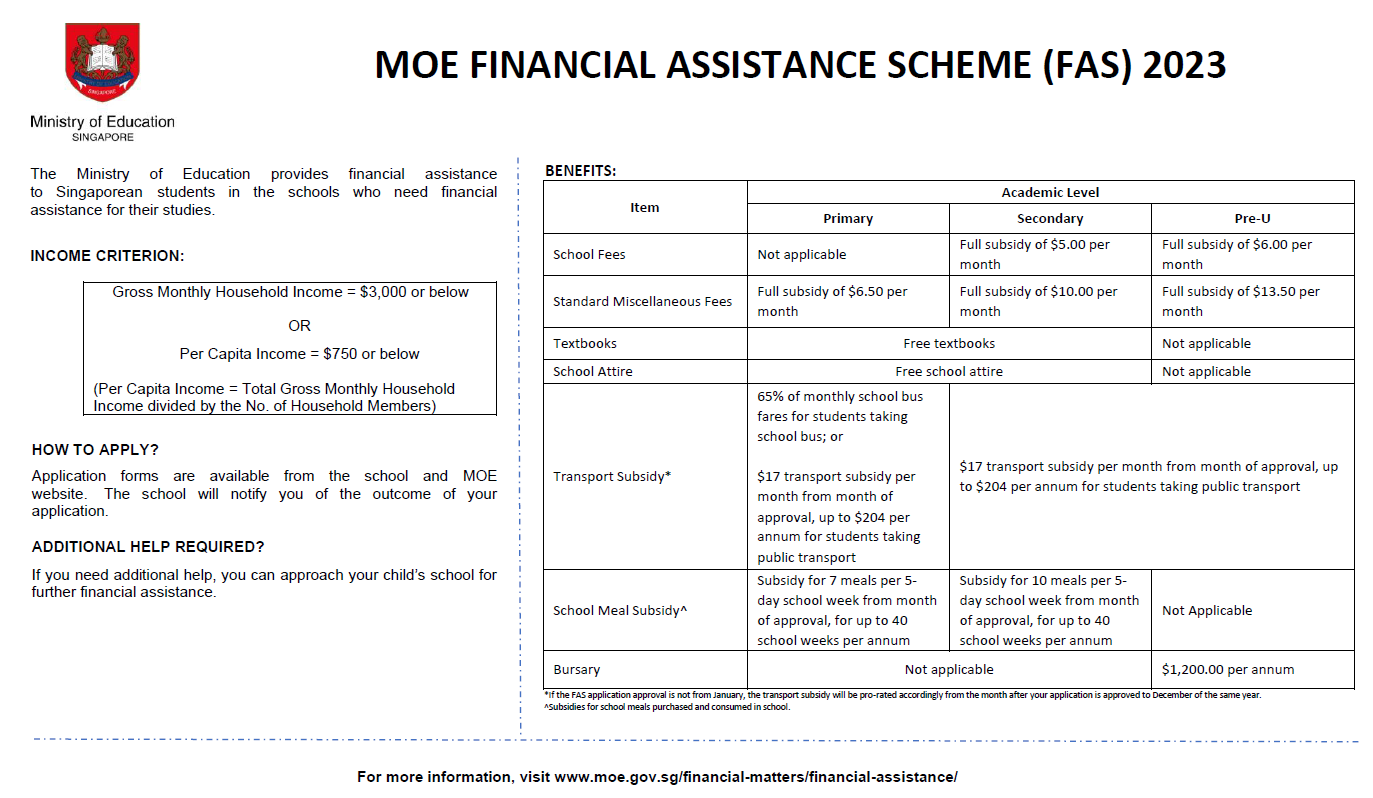 MOE FINANCIAL ASSISTANCE SCHEME (FAS) 2023
SINGAPORE
Ministry of Education
SINGAPORE
The Ministry of Education provides financial assistance
to Singaporean students in the schools who need financial
assistance for their studies.
INCOME CRITERION:
Gross Monthly Household Income = $3,000 or below
OR
Per Capita Income = $750 or below
(Per Capita Income = Total Gross Monthly Household
Income divided by the No. of Household Members)
HOW TO APPLY?
Application forms are available from the school and MOE
website. The school will notify you of the outcome of your
application.
ADDITIONAL HELP REQUIRED?
If you need additional help, you can approach your child's school for
further financial assistance.
BENEFITS:
Item
Academic Level
Primary
Secondary
Pre-U
School Fees
Not applicable
Full subsidy of $5.00 per
month
Full subsidy of $6.00 per
month
Standard Miscellaneous Fees
Full subsidy of $6.50 per
month
Full subsidy of $10.00 per
month
Full subsidy of $13.50 per
month
Textbooks
Free textbooks
Not applicable
School Attire
Free school attire
Not applicable
Transport Subsidy*
65% of monthly school bus
fares for students taking
school bus; or
$17 transport subsidy per
month from month of
approval, up to $204 per
annum for students taking
public transport
$17 transport subsidy per month from month of approval, up
to $204 per annum for students taking public transport
School Meal Subsidy^
Subsidy for 7 meals per 5-
day school week from month
of approval, for up to 40
school weeks per annum
Subsidy for 10 meals per 5-
day school week from month
of approval, for up to 40
school weeks per annum
Not Applicable
Bursary
Not applicable
$1,200.00 per annum
*If the FAS application approval is not from January, the transport subsidy will be pro-rated accordingly from the month after your application is approved to December of the same year.
^Subsidies for school meals purchased and consumed in school.
For more information, visit www.moe.gov.sg/financial-matters/financial-assistance/